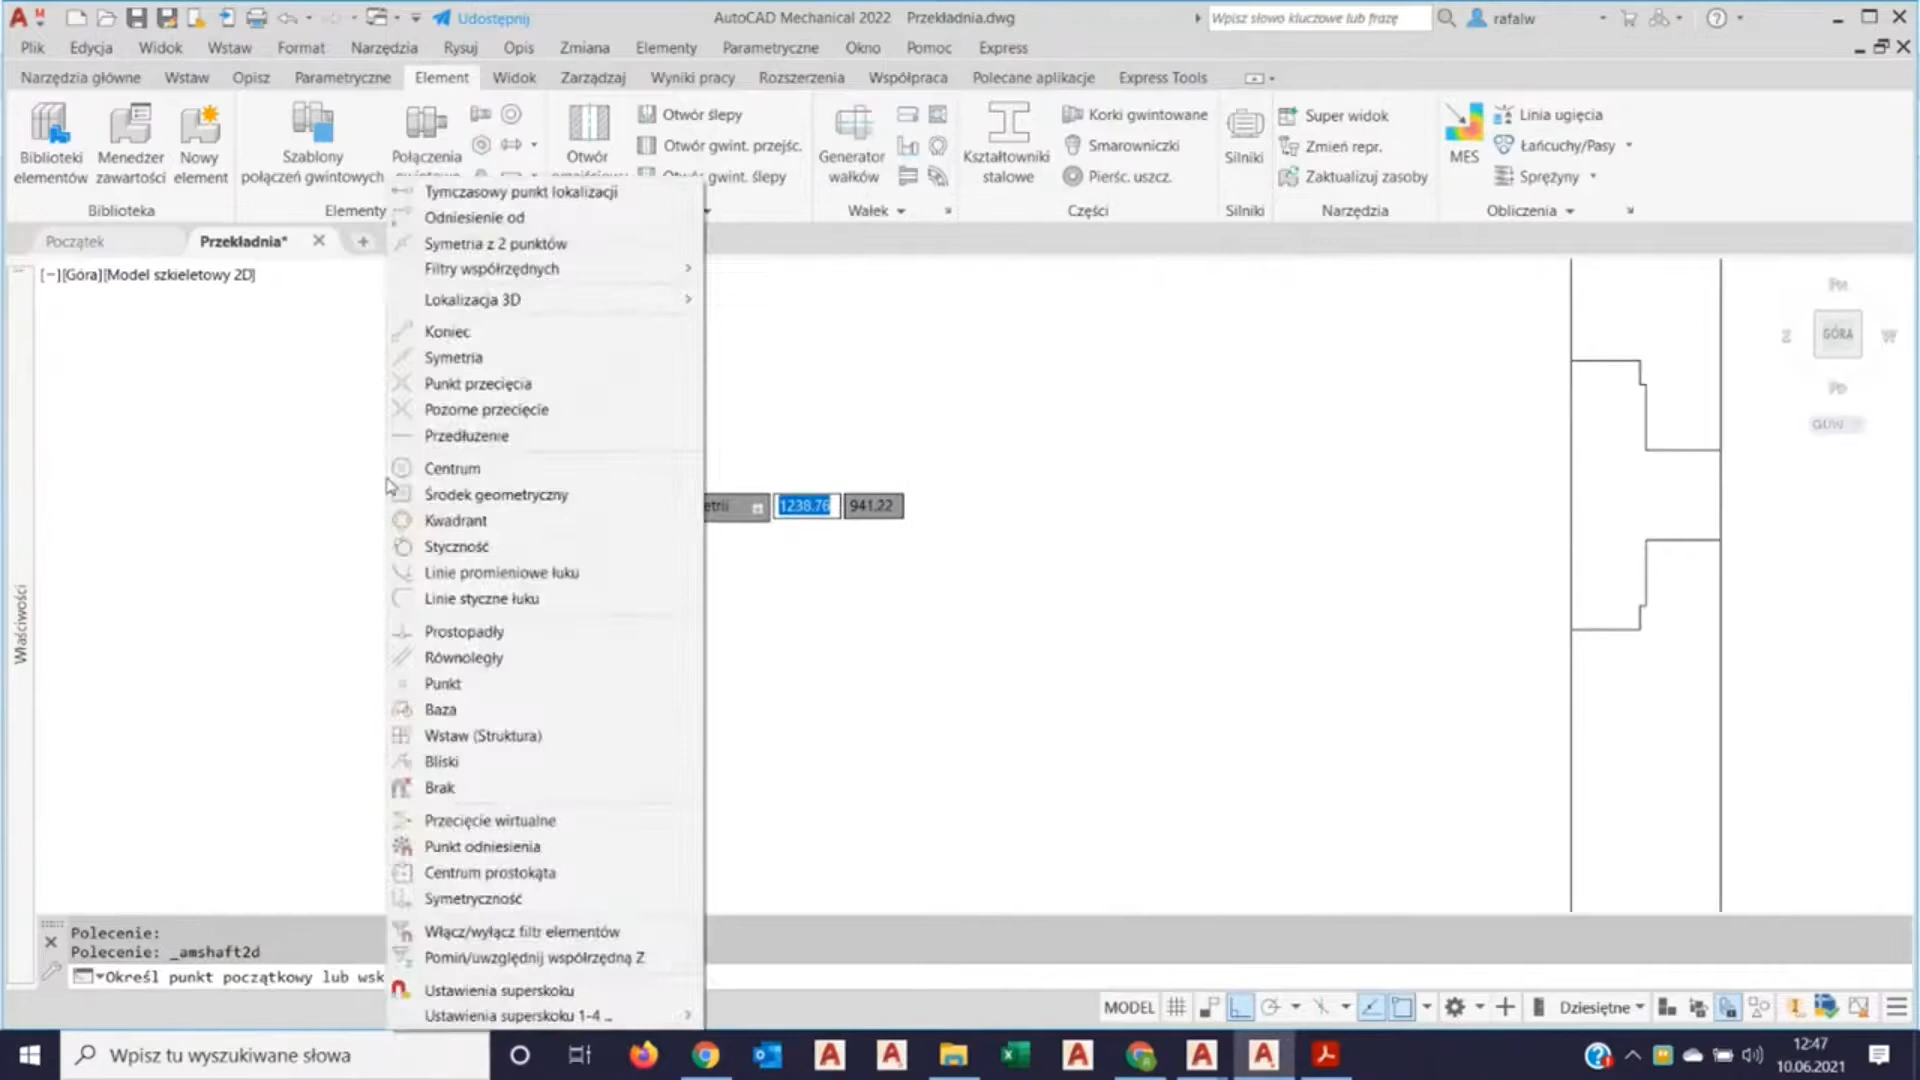 Udostępnij
AutoCAD Mechanical 2022 Przekładnia.dwg
Wpisz słowo kluczowe lub frazę
rafalw
Plik Edycja Widok Wstaw Format Narzędzia Rysuj Opis Zmiana Elementy Parametryczne Okno Pomoc Express
Narzędzia główne Wstaw Opisz Parametryczne Element Widok Zarządzaj Wyniki pracy Rozszerzenia Współpraca Polecane aplikacje Express Tools
Biblioteki elementów
Menedżer zawartości
Nowy element
Biblioteka
Szablony połączeń gwintowych
Połączenia
Elementy
Otwór
Otwór ślepy
Otwór gwint. przejśc.
Otwór gwint. ślepy
Generator wałków
Wałek
Kształtowniki stalowe
Korki gwintowane
Smarowniczki
Pierśc. uszcz.
Części
Silniki
Silniki
Super widok
Zmień repr.
Zaktualizuj zasoby
Narzędzia
MES
Linia ugięcia
Łańcuchy/Pasy
Sprężyny
Obliczenia
Początek
Przekładnia*
[−][Góra][Model szkieletowy 2D]
Tymczasowy punkt lokalizacji
Odniesienie od
Symetria z 2 punktów
Filtry współrzędnych
Lokalizacja 3D
Koniec
Symetria
Punkt przecięcia
Pozorne przecięcie
Przedłużenie
Centrum
Środek geometryczny
Kwadrant
Styczność
Linie promieniowe łuku
Linie styczne łuku
Prostopadły
Równoległy
Punkt
Baza
Wstaw (Struktura)
Bliski
Brak
Przecięcie wirtualne
Punkt odniesienia
Centrum prostokąta
Symetryczność
Włącz/wyłącz filtr elementów
Pomiń/uwzględnij współrzędną Z
Ustawienia superskoku
Ustawienia superskoku 1-4 ...
etrii
1238.76
941.22
Pn
Z
GÓRA
W
Pd
GUW
Właściwości
Polecenie:
Polecenie: _amshaft2d
Określ punkt początkowy lub wsk
MODEL
Dziesiętne
Wpisz tu wyszukiwane słowa
12:47
10.06.2021